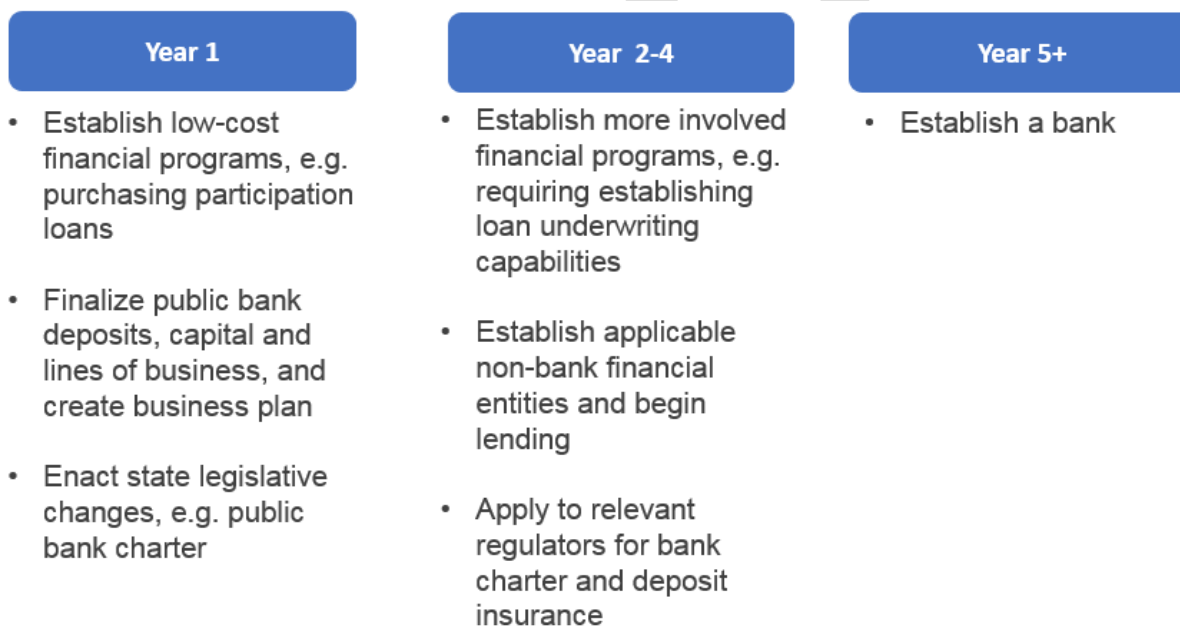 Year 1
• Establish low-cost
financial programs, e.g.
purchasing participation
loans
• Finalize public bank
deposits, capital and
lines of business, and
create business plan
• Enact state legislative
changes, e.g. public
bank charter
Year 2-4
• Establish more involved
financial programs, e.g.
requiring establishing
loan underwriting
capabilities
• Establish applicable
non-bank financial
entities and begin
lending
• Apply to relevant
regulators for bank
charter and deposit
insurance
Year 5+
• Establish a bank